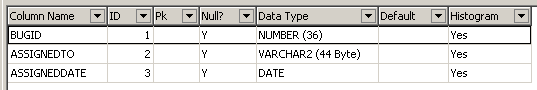 Column Name ID Pk Null? Data Type Default Histogram
BUGID 1 Y NUMBER (36) Yes
ASSIGNEDTO 2 Y VARCHAR2 (44 Byte) Yes
ASSIGNEDDATE 3 Y DATE Yes